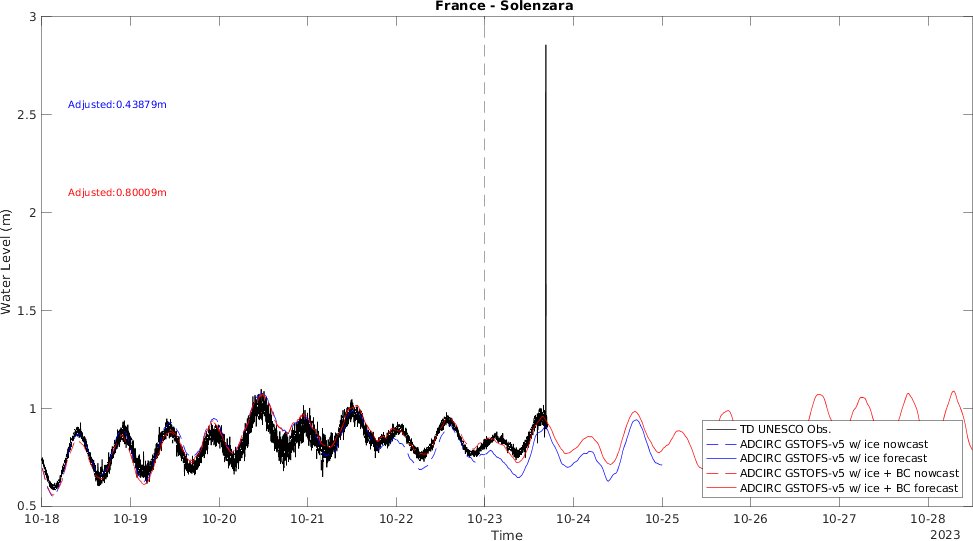 France - Solenzara
Adjusted:0.43879m
Adjusted:0.80009m
Water Level (m)
3
2.5
2
1.5
1
0.5
10-18 10-19 10-20 10-21 10-22 10-23 10-24 10-25 10-26 10-27 10-28
Time
2023
TD UNESCO Obs.
ADCIRC GSTOFS-v5 w/ ice nowcast
ADCIRC GSTOFS-v5 w/ ice forecast
ADCIRC GSTOFS-v5 w/ ice + BC nowcast
ADCIRC GSTOFS-v5 w/ ice + BC forecast